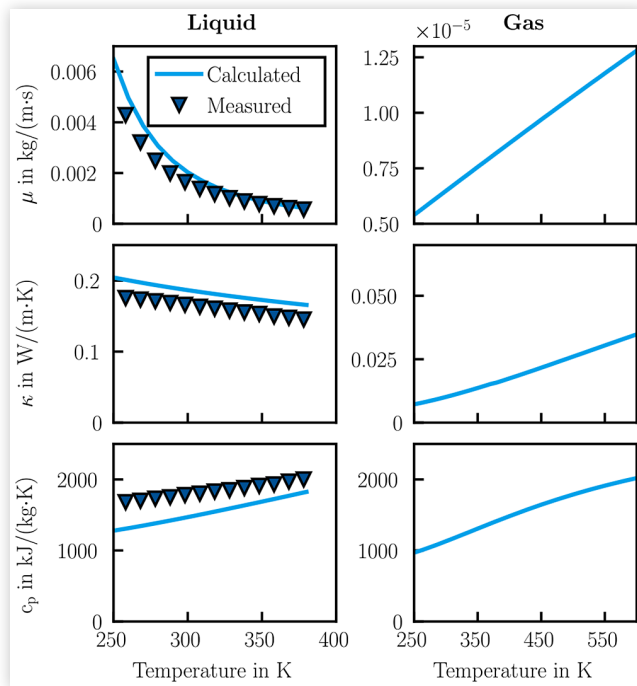 Liquid
Gas
×10⁻⁵
Calculated
Measured
μ in kg/(m·s)
0.006
0.004
0.002
0
1.25
1.00
0.75
0.50
κ in W/(m·K)
0.2
0.1
0
0.050
0.025
0
cₚ in kJ/(kg·K)
2000
1000
0
2000
1000
0
250 300 350 400
250 350 450 550
Temperature in K
Temperature in K